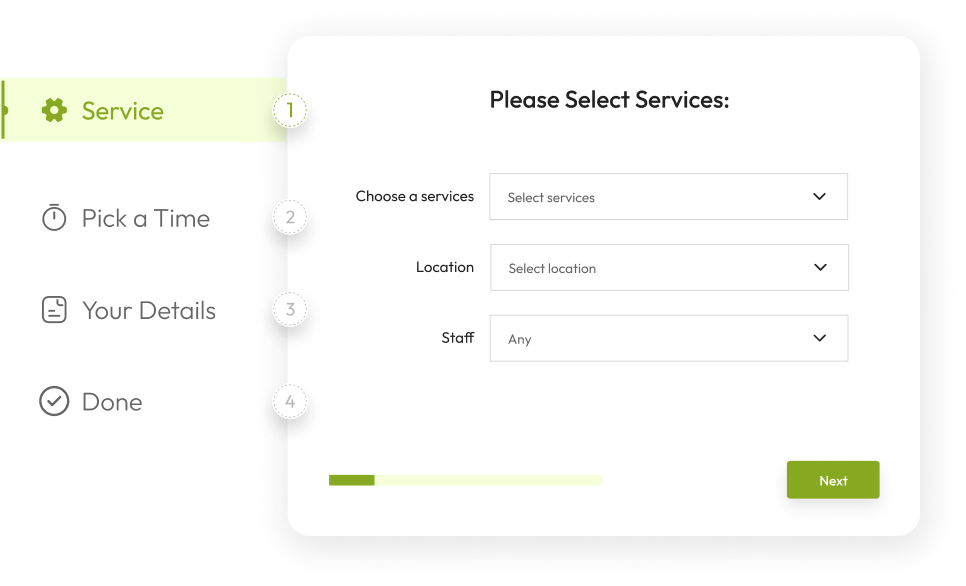 Service
1
Pick a Time
2
Your Details
3
Done
4
Please Select Services:
Choose a services
Select services
Location
Select location
Staff
Any
Next